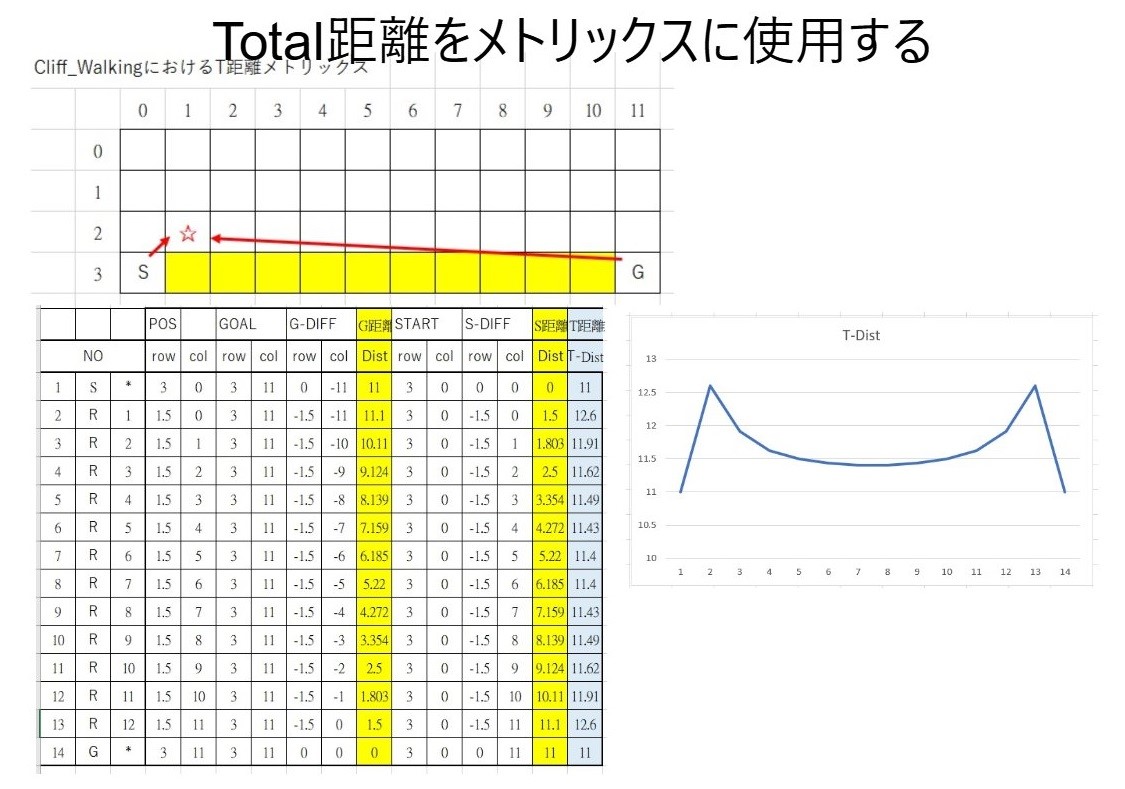 Total距離をメトリックスに使用する
Cliff_WalkingにおけるT距離メトリックス
0 1 2 3 4 5 6 7 8 9 10 11
0
1
2 ☆
3 S G
POS GOAL G-DIFF G距離 START S-DIFF S距離 T距離
NO row col row col row col Dist row col row col Dist T-Dist
1 S * 3 0 3 11 0 -11 11 3 0 0 0 0 11
2 R 1 1.5 0 3 11 -1.5 -11 11.1 3 0 -1.5 0 1.5 12.6
3 R 2 1.5 1 3 11 -1.5 -10 10.11 3 0 -1.5 1 1.803 11.91
4 R 3 1.5 2 3 11 -1.5 -9 9.124 3 0 -1.5 2 2.5 11.62
5 R 4 1.5 3 3 11 -1.5 -8 8.139 3 0 -1.5 3 3.354 11.49
6 R 5 1.5 4 3 11 -1.5 -7 7.159 3 0 -1.5 4 4.272 11.43
7 R 6 1.5 5 3 11 -1.5 -6 6.185 3 0 -1.5 5 5.22 11.4
8 R 7 1.5 6 3 11 -1.5 -5 5.22 3 0 -1.5 6 6.185 11.4
9 R 8 1.5 7 3 11 -1.5 -4 4.272 3 0 -1.5 7 7.159 11.43
10 R 9 1.5 8 3 11 -1.5 -3 3.354 3 0 -1.5 8 8.139 11.49
11 R 10 1.5 9 3 11 -1.5 -2 2.5 3 0 -1.5 9 9.124 11.62
12 R 11 1.5 10 3 11 -1.5 -1 1.803 3 0 -1.5 10 10.11 11.91
13 R 12 1.5 11 3 11 -1.5 0 1.5 3 0 -1.5 11 11.1 12.6
14 G * 3 11 3 11 0 0 0 3 0 0 11 11 11
T-Dist
13
12.5
12
11.5
11
10.5
10
1 2 3 4 5 6 7 8 9 10 11 12 13 14